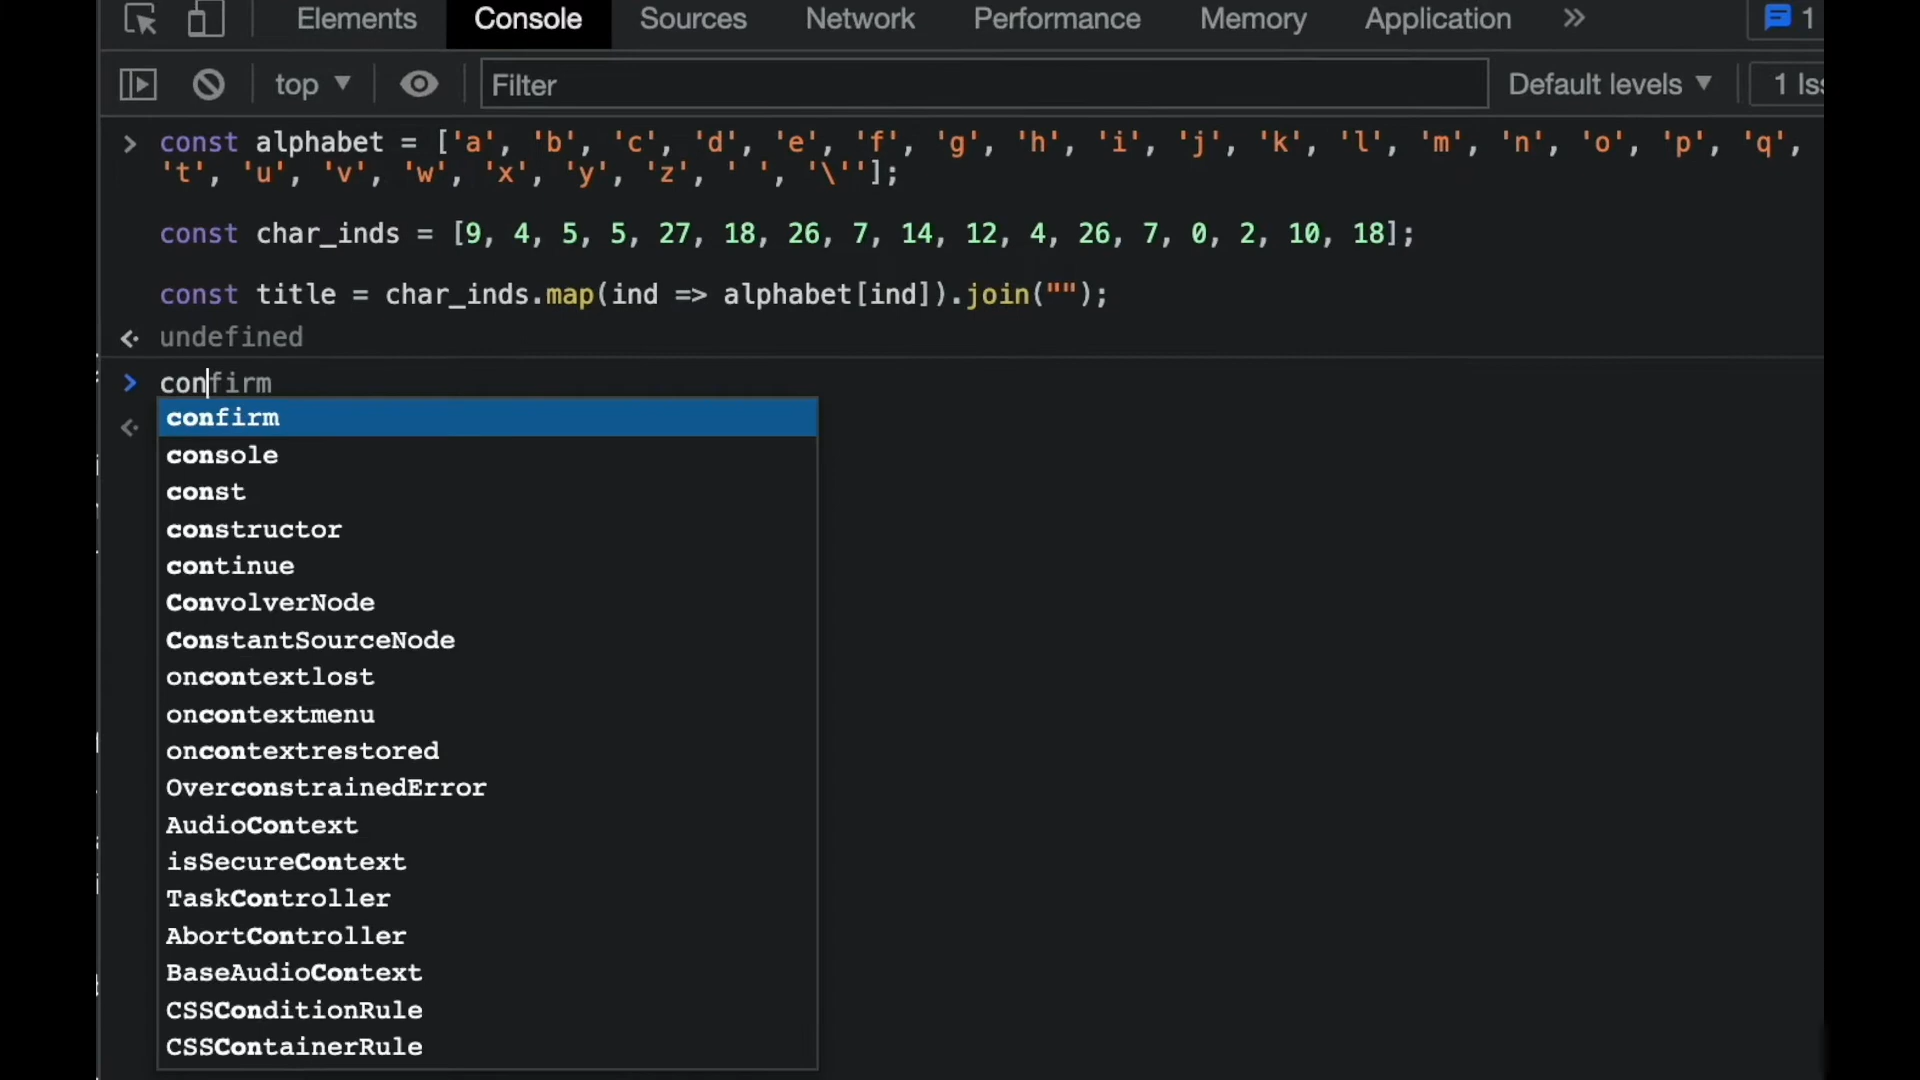 Elements Console Sources Network Performance Memory Application » 1
top ▼ Filter Default levels ▼ 1 Iss
> const alphabet = ['a', 'b', 'c', 'd', 'e', 'f', 'g', 'h', 'i', 'j', 'k', 'l', 'm', 'n', 'o', 'p', 'q',
't', 'u', 'v', 'w', 'x', 'y', 'z', ' ', '\''];
const char_inds = [9, 4, 5, 5, 27, 18, 26, 7, 14, 12, 4, 26, 7, 0, 2, 10, 18];
const title = char_inds.map(ind => alphabet[ind]).join("");
undefined
> confirm
confirm
console
const
constructor
continue
ConvolverNode
ConstantSourceNode
oncontextlost
oncontextmenu
oncontextrestored
OverconstrainedError
AudioContext
isSecureContext
TaskController
AbortController
BaseAudioContext
CSSConditionRule
CSSContainerRule